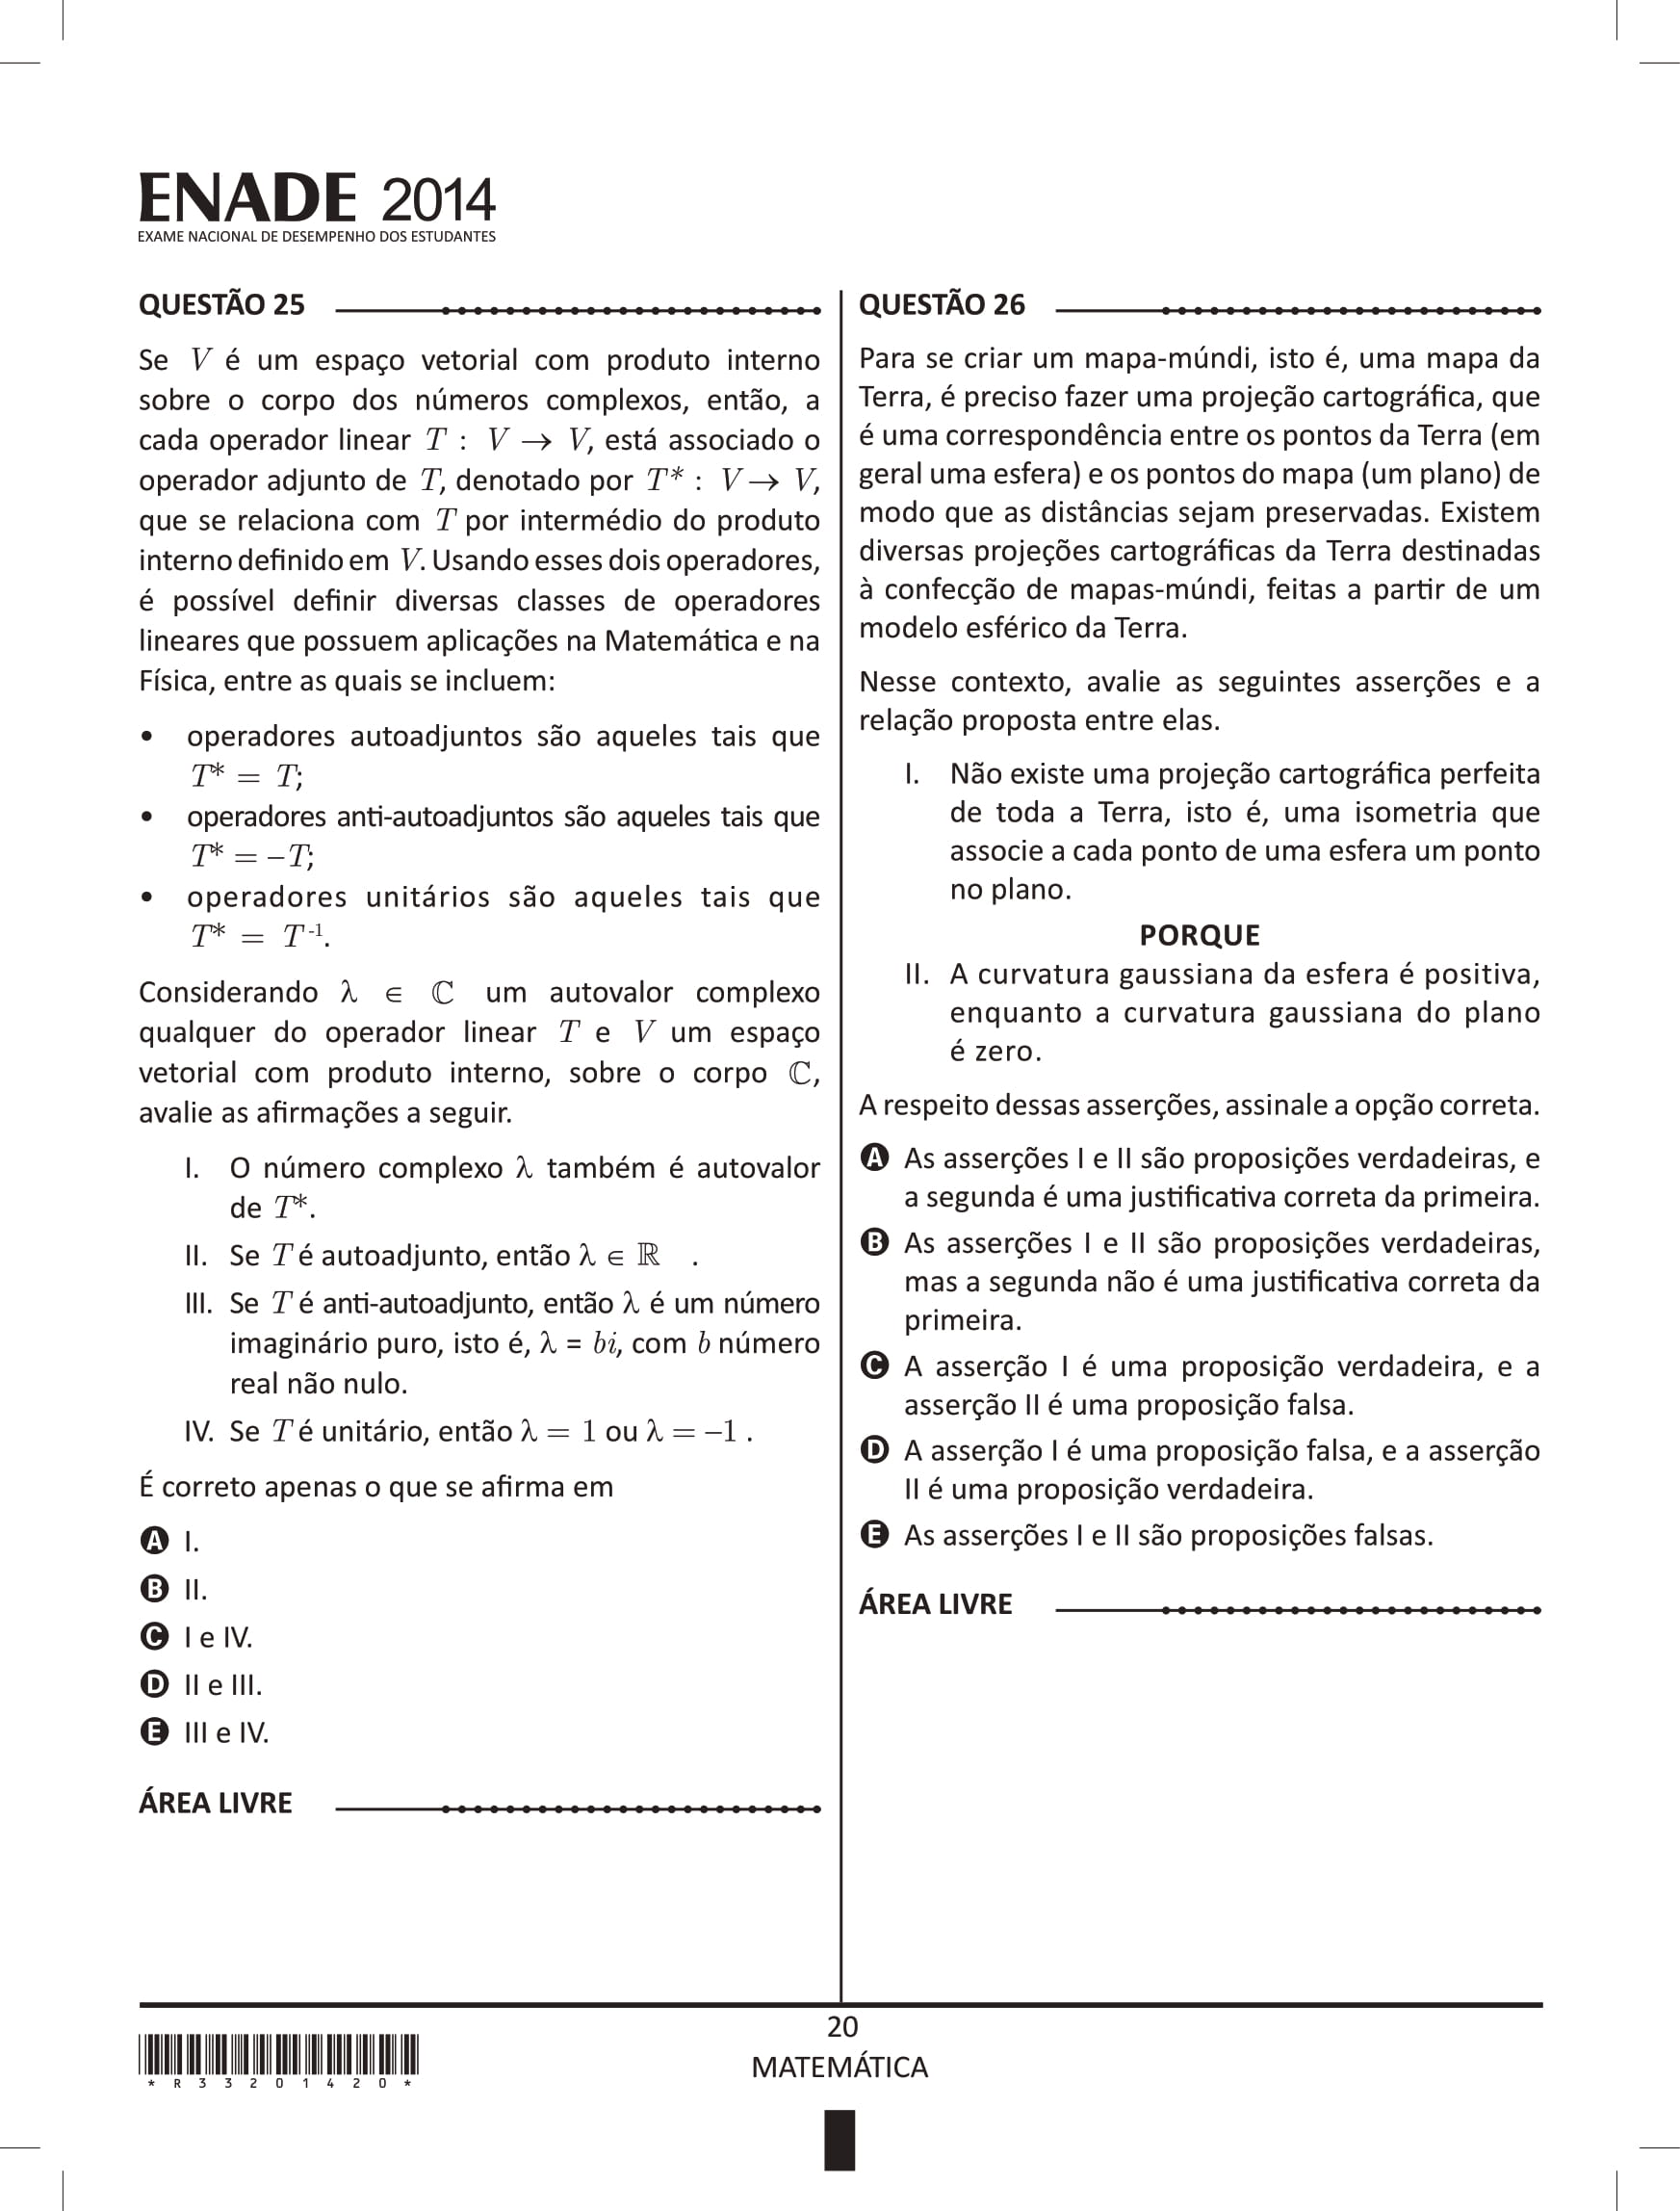 ENADE 2014
EXAME NACIONAL DE DESEMPENHO DOS ESTUDANTES
QUESTÃO 25
Se V é um espaço vetorial com produto interno
sobre o corpo dos números complexos, então, a
cada operador linear T : V → V, está associado o
operador adjunto de T, denotado por T* : V → V,
que se relaciona com T por intermédio do produto
interno definido em V. Usando esses dois operadores,
é possível definir diversas classes de operadores
lineares que possuem aplicações na Matemática e na
Física, entre as quais se incluem:
• operadores autoadjuntos são aqueles tais que
T* = T;
• operadores anti-autoadjuntos são aqueles tais que
T* = –T;
• operadores unitários são aqueles tais que
T* = T⁻¹.
Considerando λ ∈ ℂ um autovalor complexo
qualquer do operador linear T e V um espaço
vetorial com produto interno, sobre o corpo ℂ,
avalie as afirmações a seguir.
I. O número complexo λ também é autovalor
de T*.
II. Se T é autoadjunto, então λ ∈ ℝ .
III. Se T é anti-autoadjunto, então λ é um número
imaginário puro, isto é, λ = bi, com b número
real não nulo.
IV. Se T é unitário, então λ = 1 ou λ = –1 .
É correto apenas o que se afirma em
A I.
B II.
C I e IV.
D II e III.
E III e IV.
ÁREA LIVRE
QUESTÃO 26
Para se criar um mapa-múndi, isto é, uma mapa da
Terra, é preciso fazer uma projeção cartográfica, que
é uma correspondência entre os pontos da Terra (em
geral uma esfera) e os pontos do mapa (um plano) de
modo que as distâncias sejam preservadas. Existem
diversas projeções cartográficas da Terra destinadas
à confecção de mapas-múndi, feitas a partir de um
modelo esférico da Terra.
Nesse contexto, avalie as seguintes asserções e a
relação proposta entre elas.
I. Não existe uma projeção cartográfica perfeita
de toda a Terra, isto é, uma isometria que
associe a cada ponto de uma esfera um ponto
no plano.
PORQUE
II. A curvatura gaussiana da esfera é positiva,
enquanto a curvatura gaussiana do plano
é zero.
A respeito dessas asserções, assinale a opção correta.
A As asserções I e II são proposições verdadeiras, e
a segunda é uma justificativa correta da primeira.
B As asserções I e II são proposições verdadeiras,
mas a segunda não é uma justificativa correta da
primeira.
C A asserção I é uma proposição verdadeira, e a
asserção II é uma proposição falsa.
D A asserção I é uma proposição falsa, e a asserção
II é uma proposição verdadeira.
E As asserções I e II são proposições falsas.
ÁREA LIVRE
20
MATEMÁTICA
* R 3 3 2 0 1 4 2 0 *